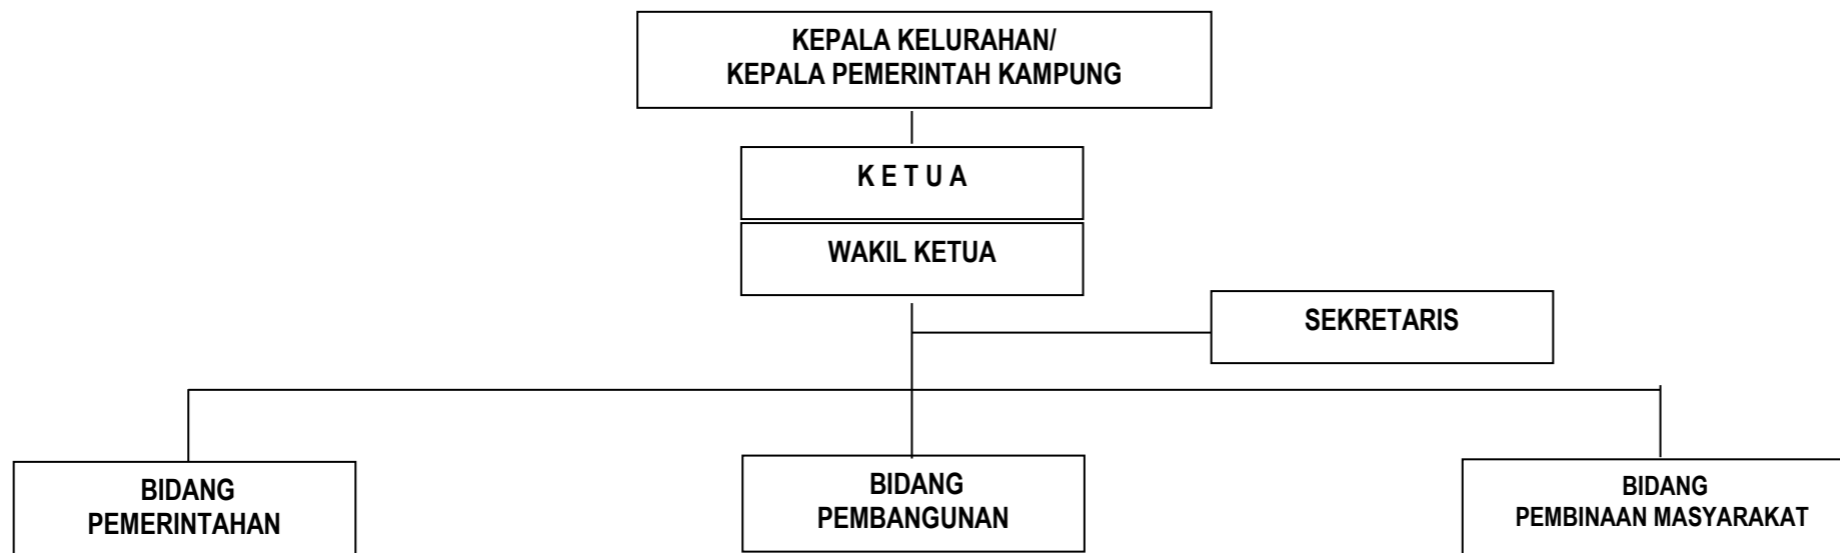 KEPALA KELURAHAN/
KEPALA PEMERINTAH KAMPUNG
K E T U A
WAKIL KETUA
SEKRETARIS
BIDANG
PEMERINTAHAN
BIDANG
PEMBANGUNAN
BIDANG
PEMBINAAN MASYARAKAT